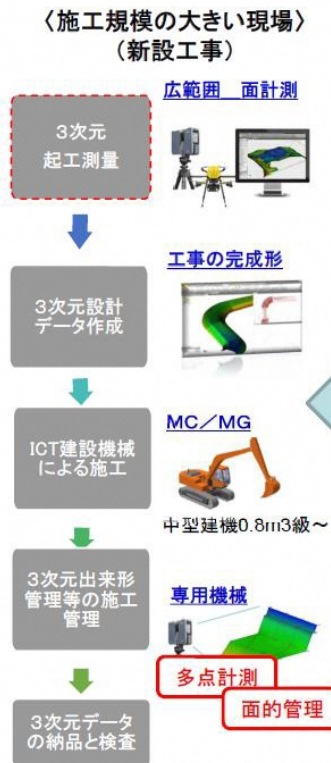 〈施工規模の大きい現場〉
（新設工事）
広範囲＿面計測
3次元
起工測量
工事の完成形
3次元設計
データ作成
MC／MG
ICT建設機械
による施工
中型建機0.8m3級～
3次元出来形
管理等の施工
管理
専用機械
多点計測
面的管理
3次元データ
の納品と検査